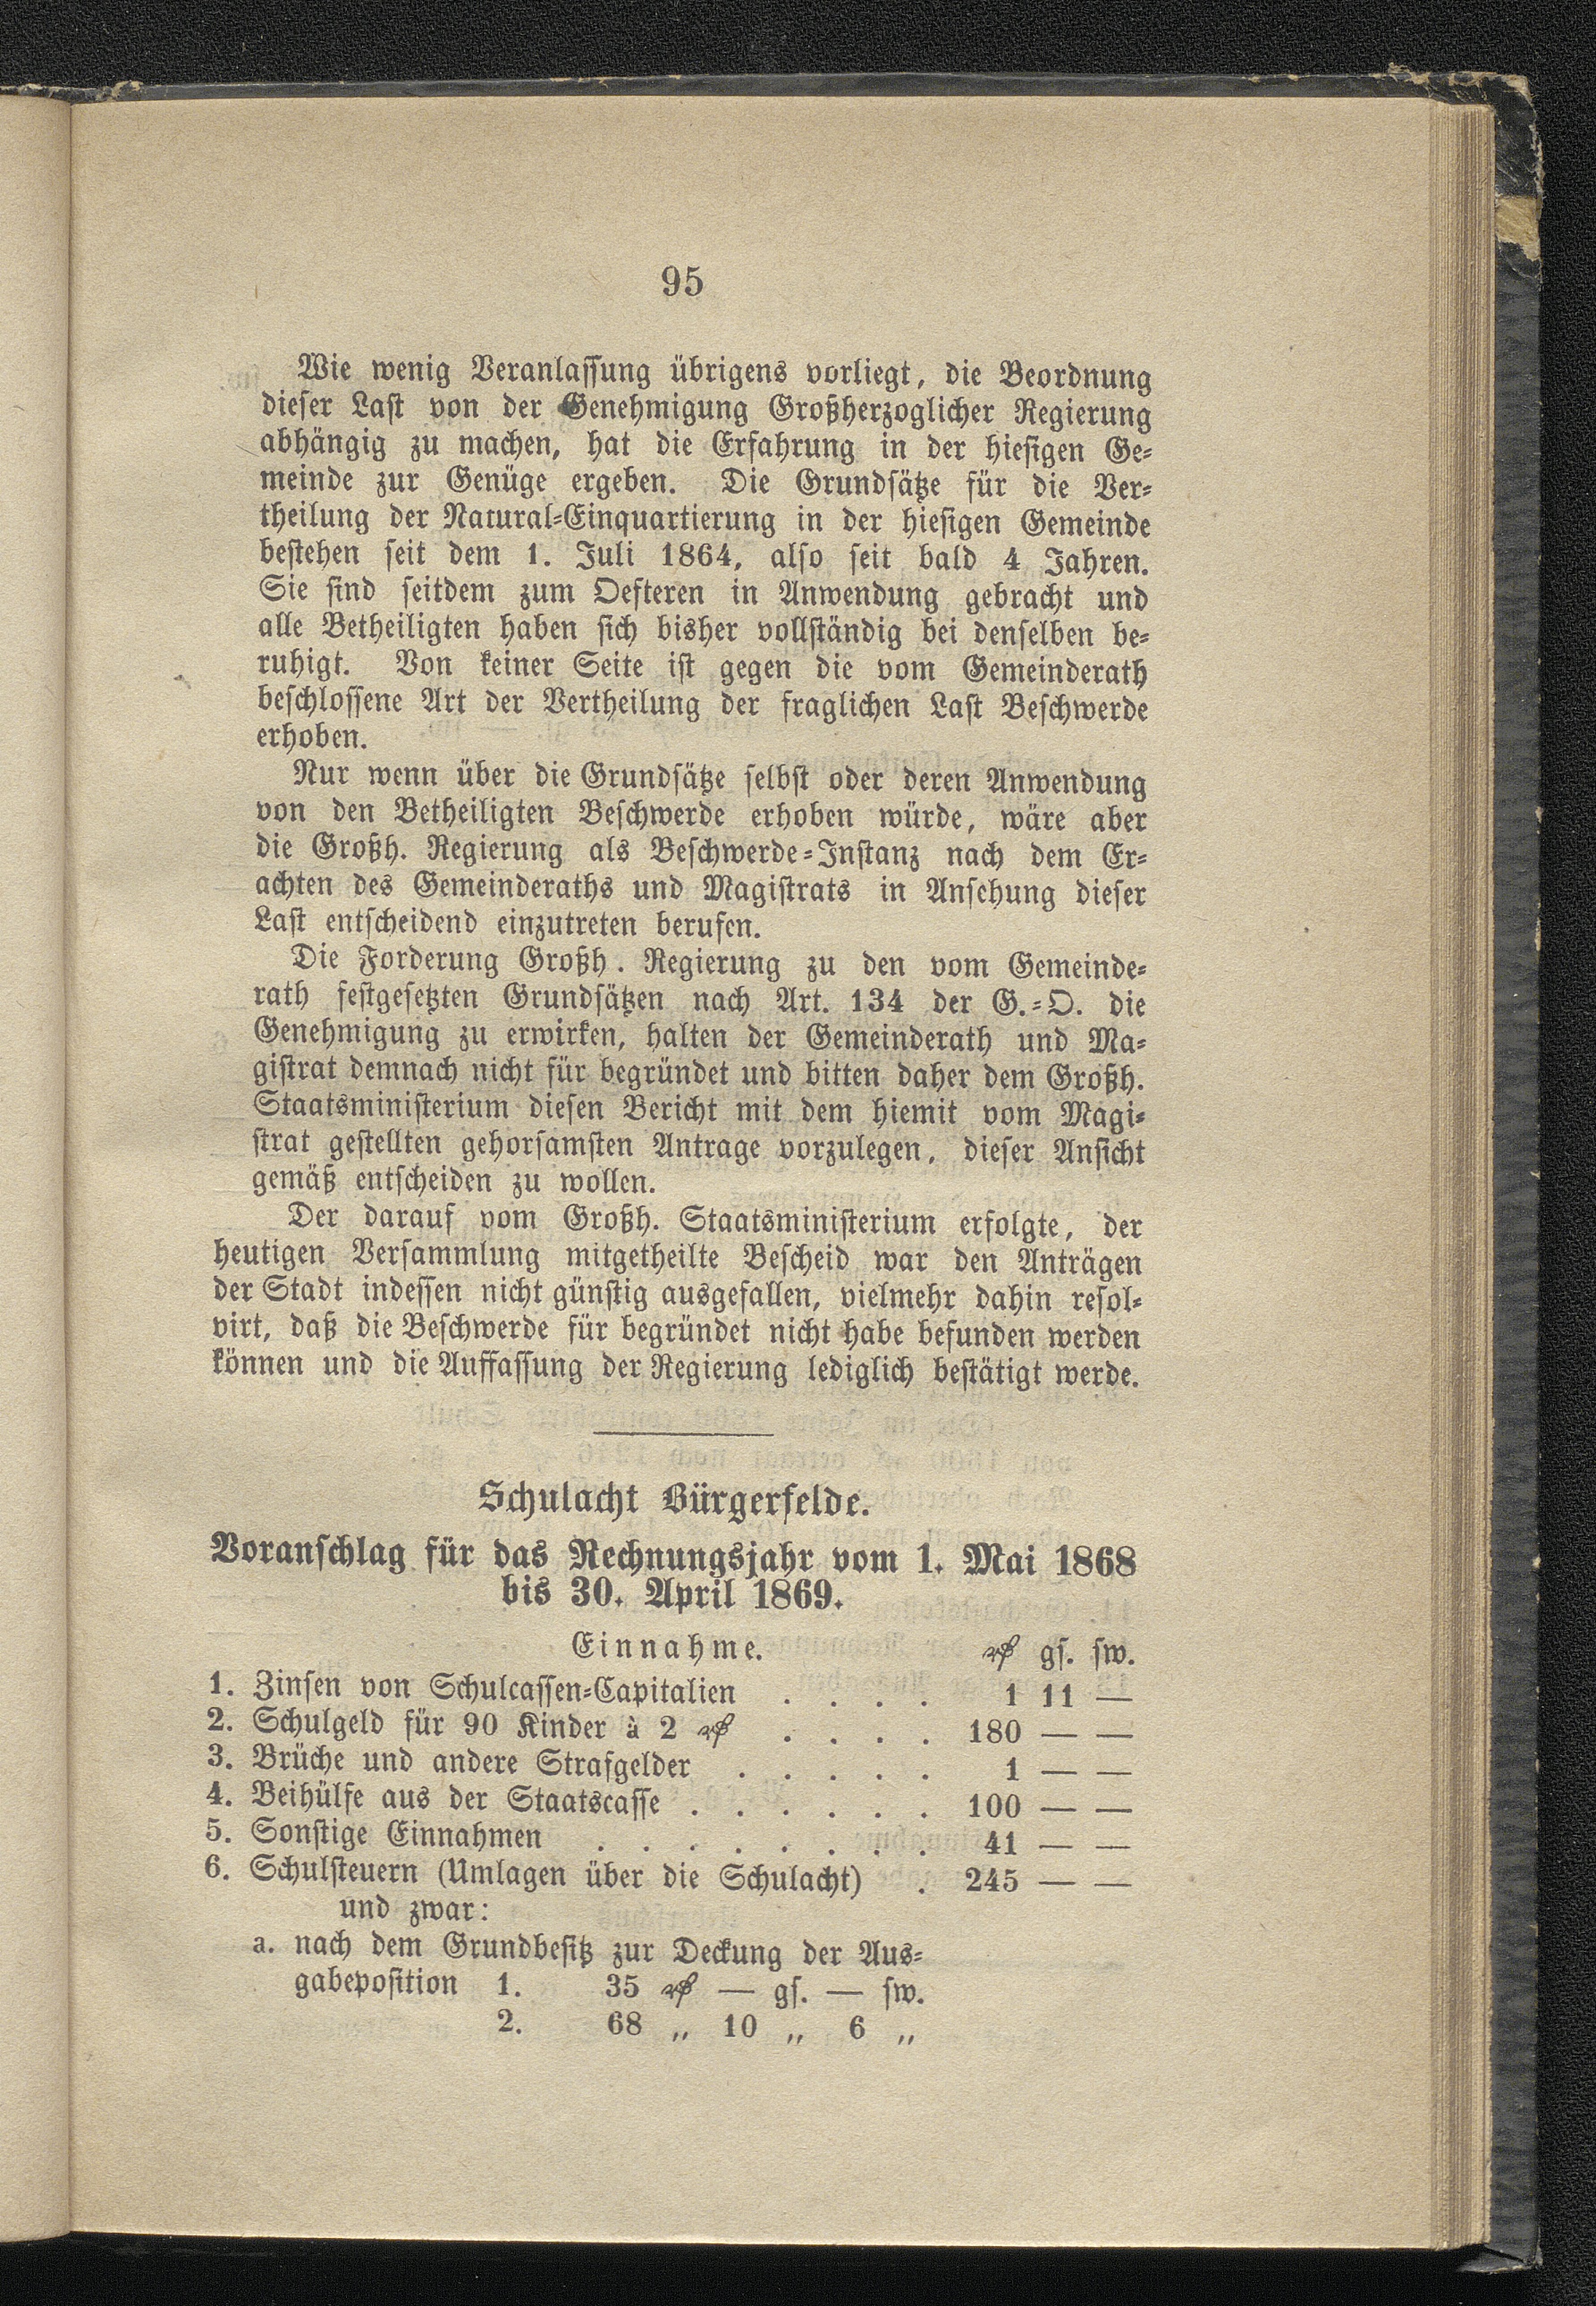 95
Wie wenig Veranlassung übrigens vorliegt, die Beordnung
dieser Last von der Genehmigung Großherzoglicher Regierung
abhängig zu machen, hat die Erfahrung in der hiesigen Ge-
meinde zur Genüge ergeben. Die Grundsätze für die Ver-
theilung der Natural-Einquartierung in der hiesigen Gemeinde
bestehen seit dem 1. Juli 1864, also seit bald 4 Jahren.
Sie sind seitdem zum Oefteren in Anwendung gebracht und
alle Betheiligten haben sich bisher vollständig bei denselben be-
ruhigt. Von keiner Seite ist gegen die vom Gemeinderath
beschlossene Art der Vertheilung der fraglichen Last Beschwerde
erhoben.
Nur wenn über die Grundsätze selbst oder deren Anwendung
von den Betheiligten Beschwerde erhoben würde, wäre aber
die Großh. Regierung als Beschwerde-Instanz nach dem Er-
achten des Gemeinderaths und Magistrats in Ansehung dieser
Last entscheidend einzutreten berufen.
Die Forderung Großh. Regierung zu den vom Gemeinde-
rath festgesetzten Grundsätzen nach Art. 134 der G.-O. die
Genehmigung zu erwirken, halten der Gemeinderath und Ma-
gistrat demnach nicht für begründet und bitten daher dem Großh.
Staatsministerium diesen Bericht mit dem hiemit vom Magi-
strat gestellten gehorsamsten Antrage vorzulegen, dieser Ansicht
gemäß entscheiden zu wollen.
Der darauf vom Großh. Staatsministerium erfolgte, der
heutigen Versammlung mitgetheilte Bescheid war den Anträgen
der Stadt indessen nicht günstig ausgefallen, vielmehr dahin resol-
virt, daß die Beschwerde für begründet nicht habe befunden werden
können und die Auffassung der Regierung lediglich bestätigt werde.
Schulacht Bürgerfelde.
Voranschlag für das Rechnungsjahr vom 1. Mai 1868
bis 30. April 1869.
Einnahme. ₰ gs. sw.
1. Zinsen von Schulcassen-Capitalien . . . . 1 11 —
2. Schulgeld für 90 Kinder à 2 ₰ . . . . 180 — —
3. Brüche und andere Strafgelder . . . . . 1 — —
4. Beihülfe aus der Staatscasse . . . . . . 100 — —
5. Sonstige Einnahmen . . . . . . . . 41 — —
6. Schulsteuern (Umlagen über die Schulacht) . 245 — —
und zwar:
a. nach dem Grundbesitz zur Deckung der Aus-
gabeposition 1. 35 ₰ — gs. — sw.
2. 68 „ 10 „ 6 „